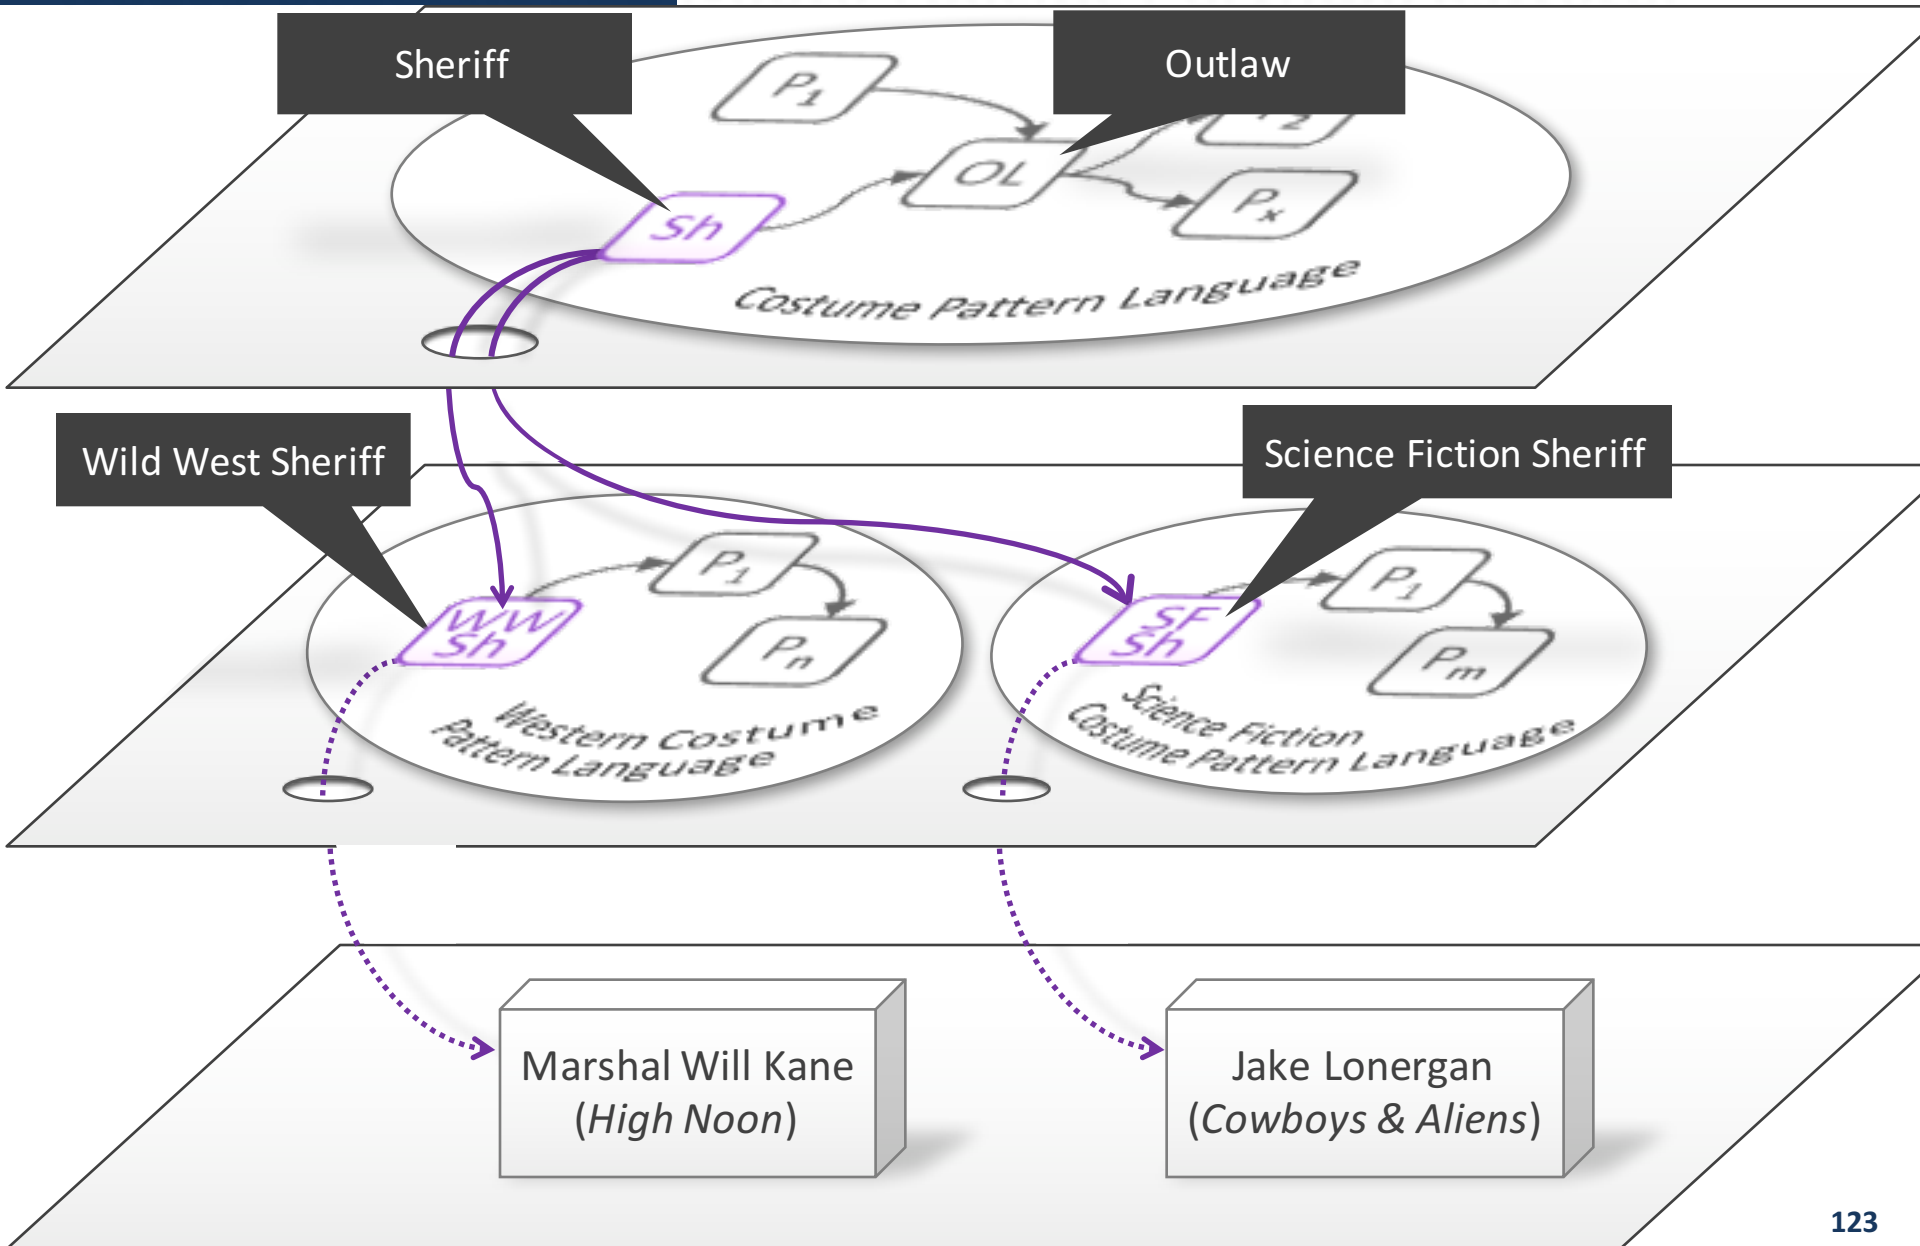 Sheriff
Outlaw
P1
OL
2
Px
Sh
Costume Pattern Language
Wild West Sheriff
Science Fiction Sheriff
P1
WW
Sh
Pn
Western Costume
Pattern Language
P1
SF
Sh
Pm
Science Fiction
Costume Pattern Language
Marshal Will Kane
(High Noon)
Jake Lonergan
(Cowboys & Aliens)
123